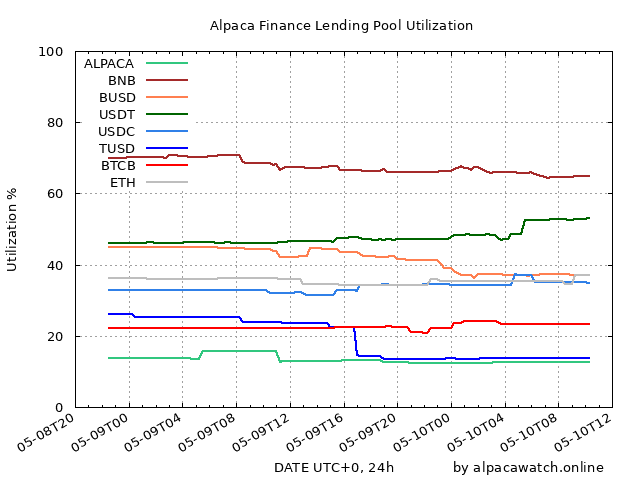 Alpaca Finance Lending Pool Utilization
100
80
60
40
20
0
Utilization %
ALPACA
BNB
BUSD
USDT
USDC
TUSD
BTCB
ETH
05-08T20
05-09T00
05-09T04
05-09T08
05-09T12
05-09T16
05-09T20
05-10T00
05-10T04
05-10T08
05-10T12
DATE UTC+0, 24h
by alpacawatch.online